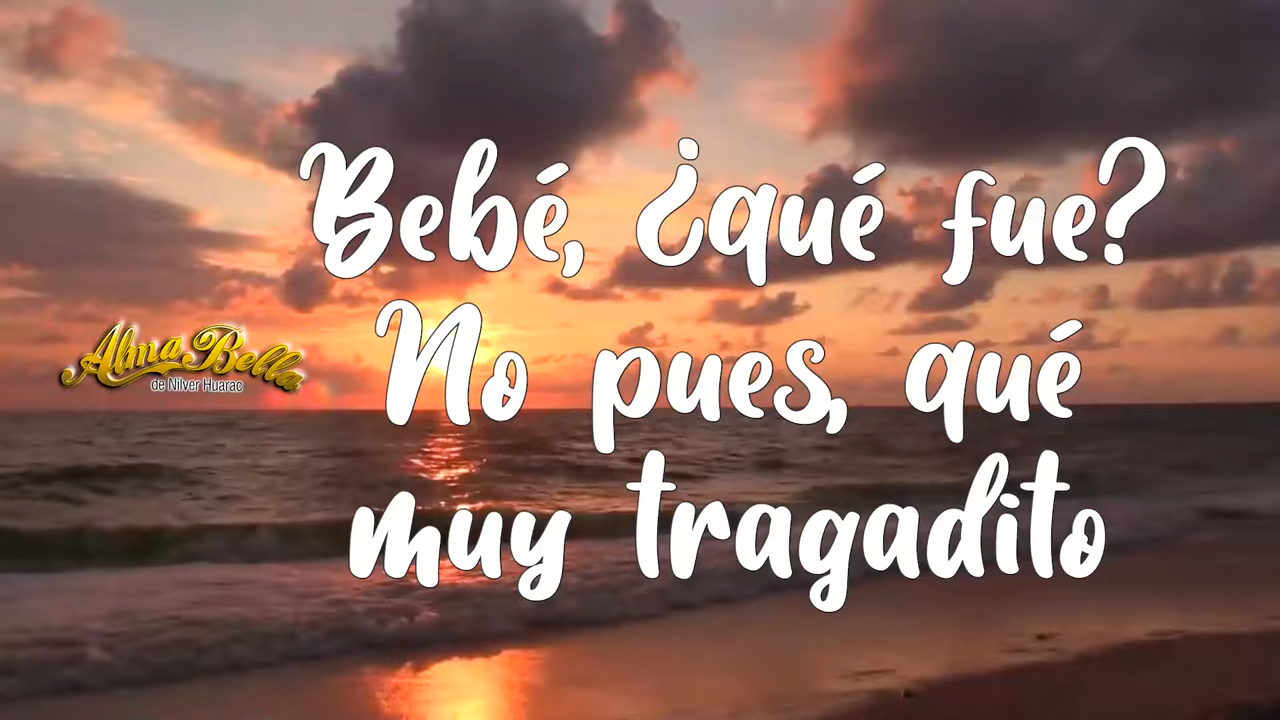 Bebé, ¿qué fue?
No pues, qué
muy tragadito
Alma Bella
de Nilver Huarac